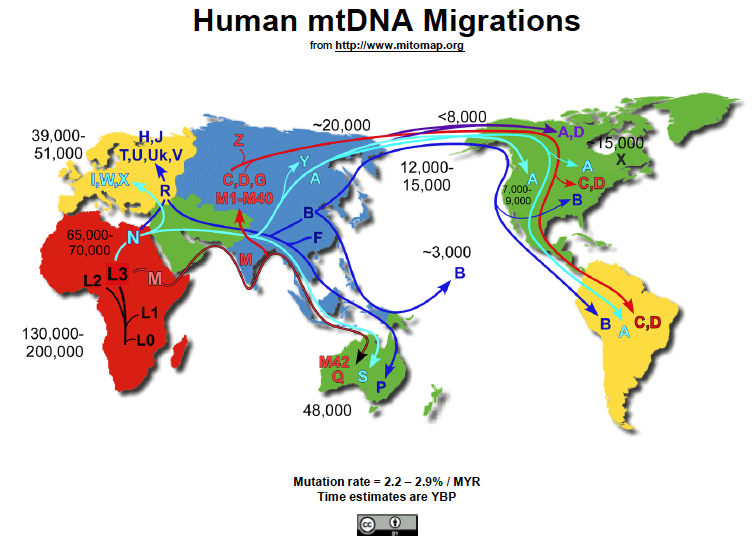 Human mtDNA Migrations
from http://www.mitomap.org
39,000-
51,000
H,J
T,U,Uk,V
I,W,X
R
65,000-
70,000
N
L2
L3
M
L1
L0
130,000-
200,000
Z
C,D,G
M1-M40
M
~20,000
Y
A
B
F
<8,000
12,000-
15,000
A,D
~15,000
X
A
A
C,D
7,000-
9,000
B
~3,000
B
B
A
C,D
M42
Q
S
P
48,000
Mutation rate = 2.2 – 2.9% / MYR
Time estimates are YBP
cc